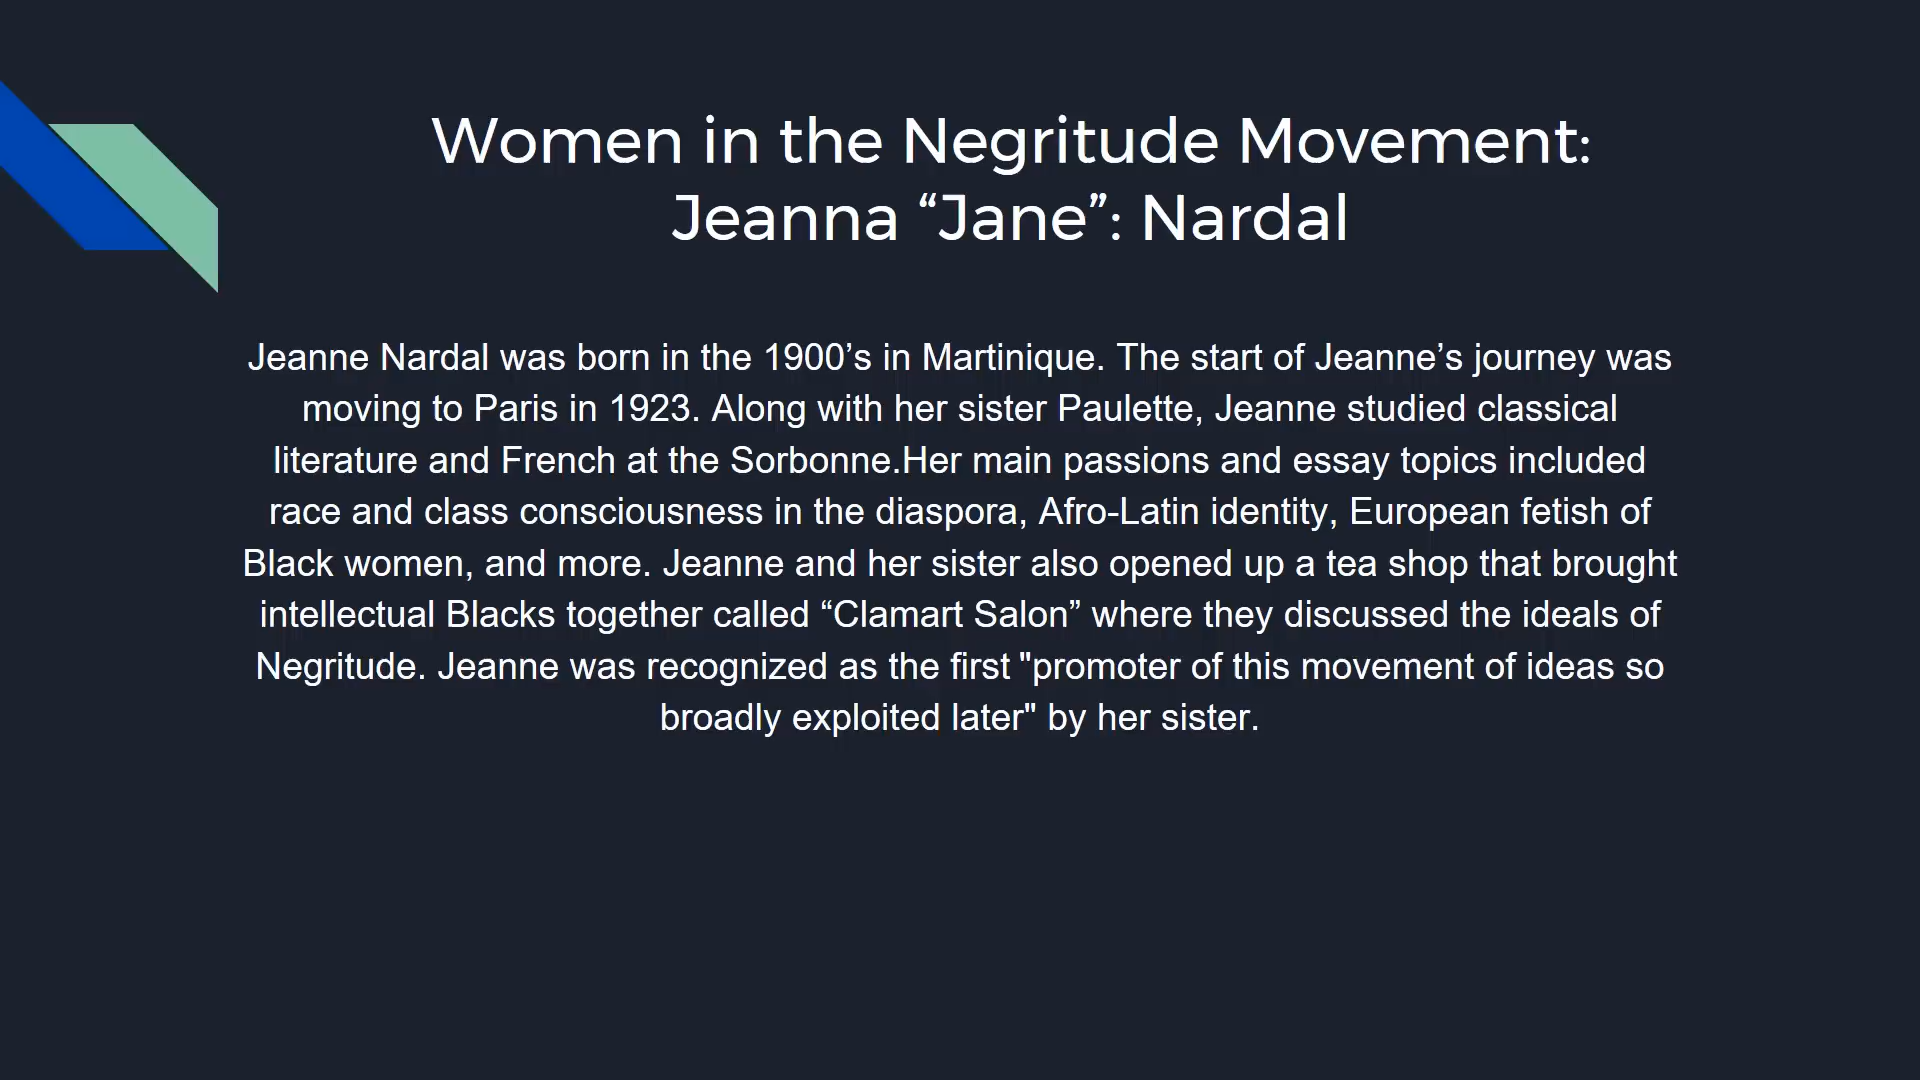 Women in the Negritude Movement:
Jeanna “Jane”: Nardal
Jeanne Nardal was born in the 1900’s in Martinique. The start of Jeanne’s journey was
moving to Paris in 1923. Along with her sister Paulette, Jeanne studied classical
literature and French at the Sorbonne.Her main passions and essay topics included
race and class consciousness in the diaspora, Afro-Latin identity, European fetish of
Black women, and more. Jeanne and her sister also opened up a tea shop that brought
intellectual Blacks together called “Clamart Salon” where they discussed the ideals of
Negritude. Jeanne was recognized as the first "promoter of this movement of ideas so
broadly exploited later" by her sister.